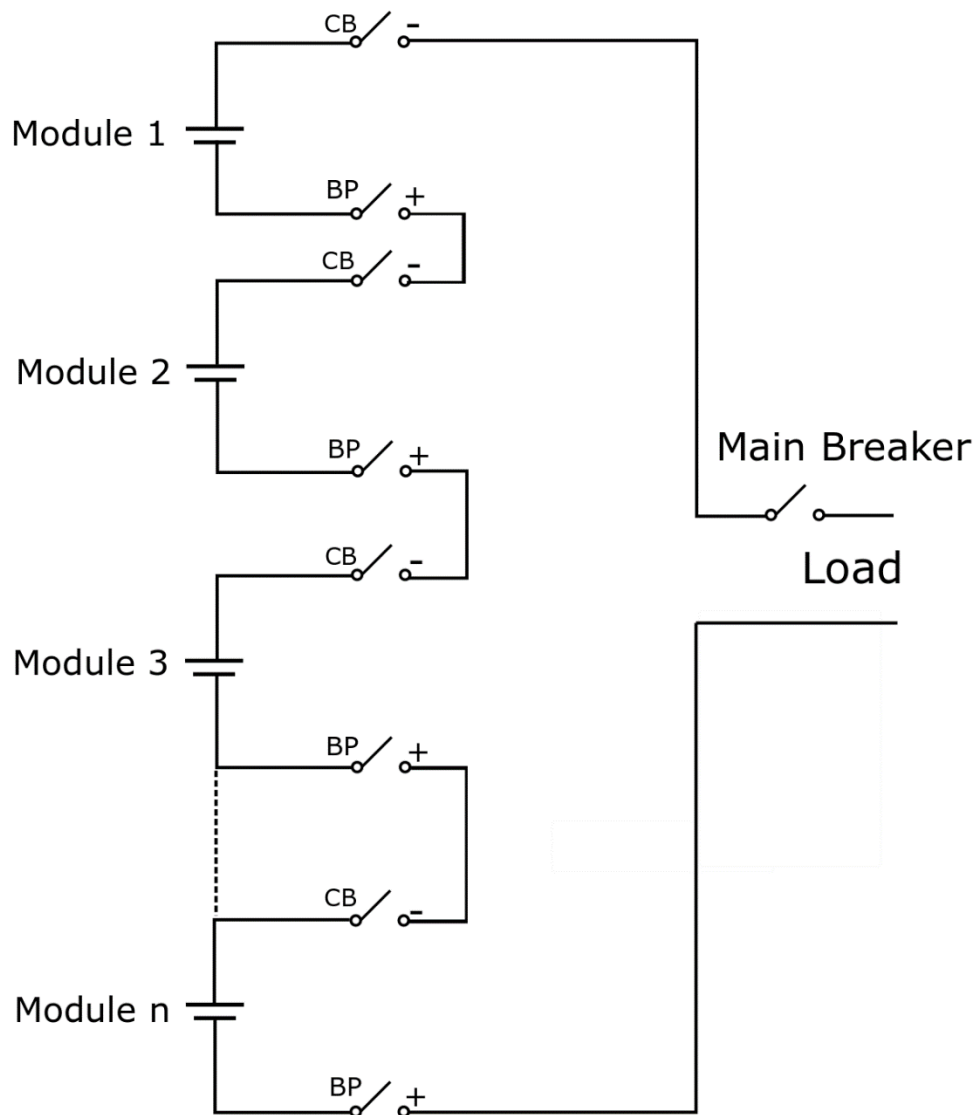 CB -
Module 1
BP +
CB -
Module 2
BP +
Main Breaker
CB -
Load
Module 3
BP +
CB -
Module n
BP +